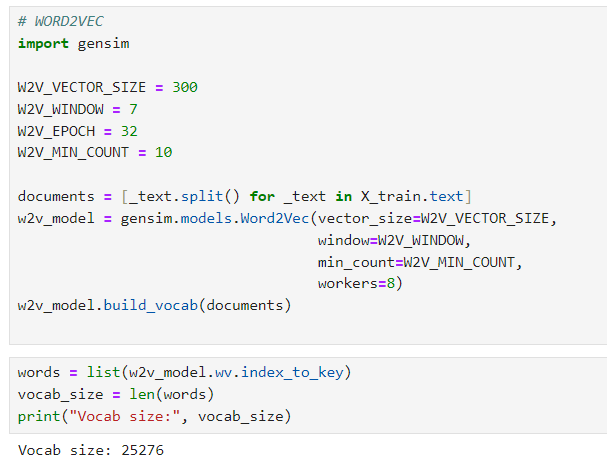 # WORD2VEC
import gensim
W2V_VECTOR_SIZE = 300
W2V_WINDOW = 7
W2V_EPOCH = 32
W2V_MIN_COUNT = 10
documents = [_text.split() for _text in X_train.text]
w2v_model = gensim.models.Word2Vec(vector_size=W2V_VECTOR_SIZE,
window=W2V_WINDOW,
min_count=W2V_MIN_COUNT,
workers=8)
w2v_model.build_vocab(documents)
words = list(w2v_model.wv.index_to_key)
vocab_size = len(words)
print("Vocab size:", vocab_size)
Vocab size: 25276